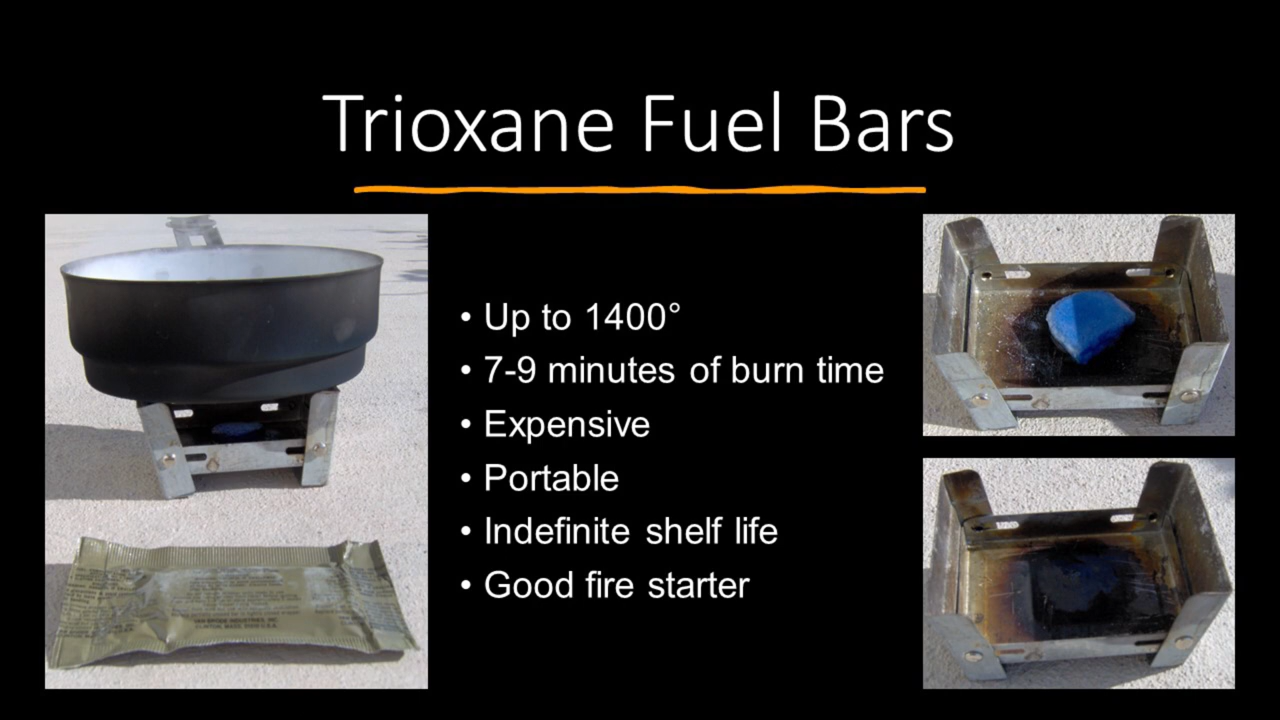 Trioxane Fuel Bars
• Up to 1400°
• 7-9 minutes of burn time
• Expensive
• Portable
• Indefinite shelf life
• Good fire starter